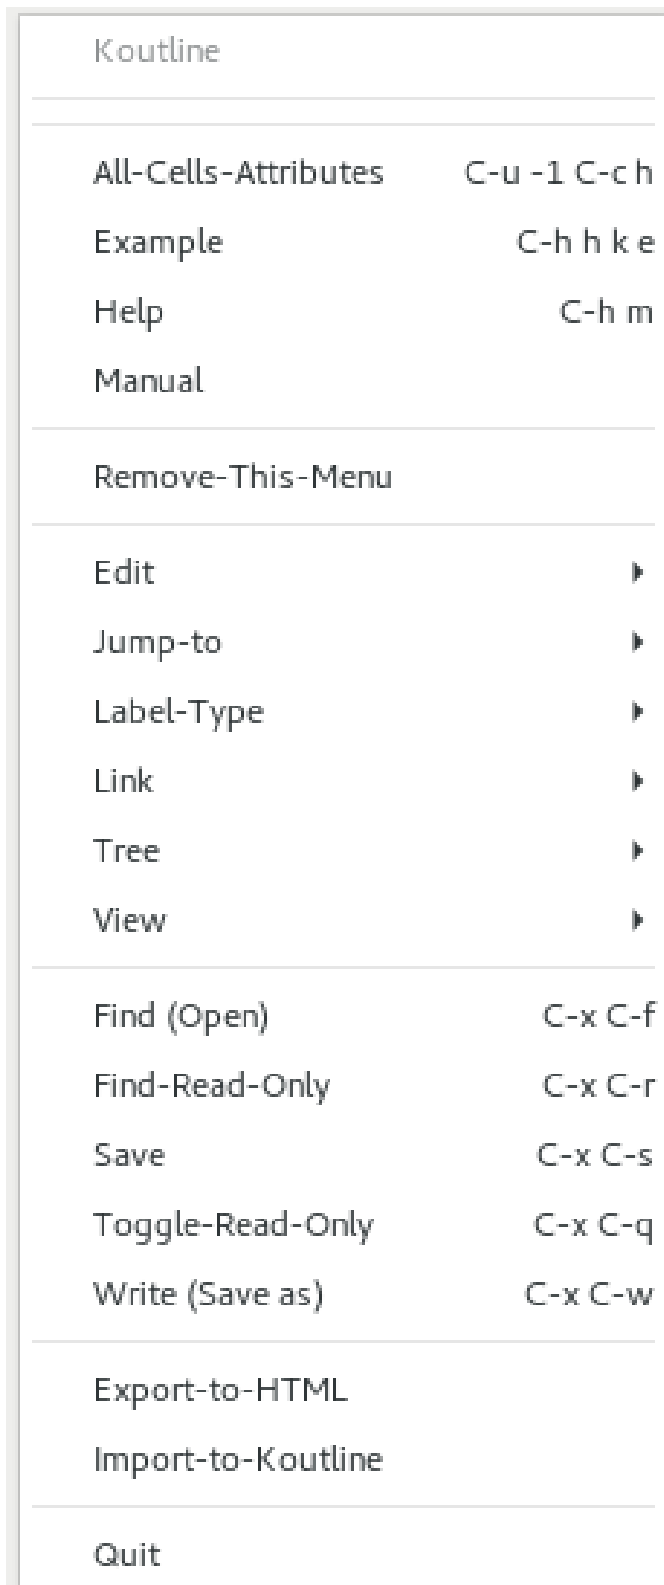 Koutline
All-Cells-Attributes C-u -1 C-c h
Example C-h h k e
Help C-h m
Manual
Remove-This-Menu
Edit
Jump-to
Label-Type
Link
Tree
View
Find (Open) C-x C-f
Find-Read-Only C-x C-r
Save C-x C-s
Toggle-Read-Only C-x C-q
Write (Save as) C-x C-w
Export-to-HTML
Import-to-Koutline
Quit